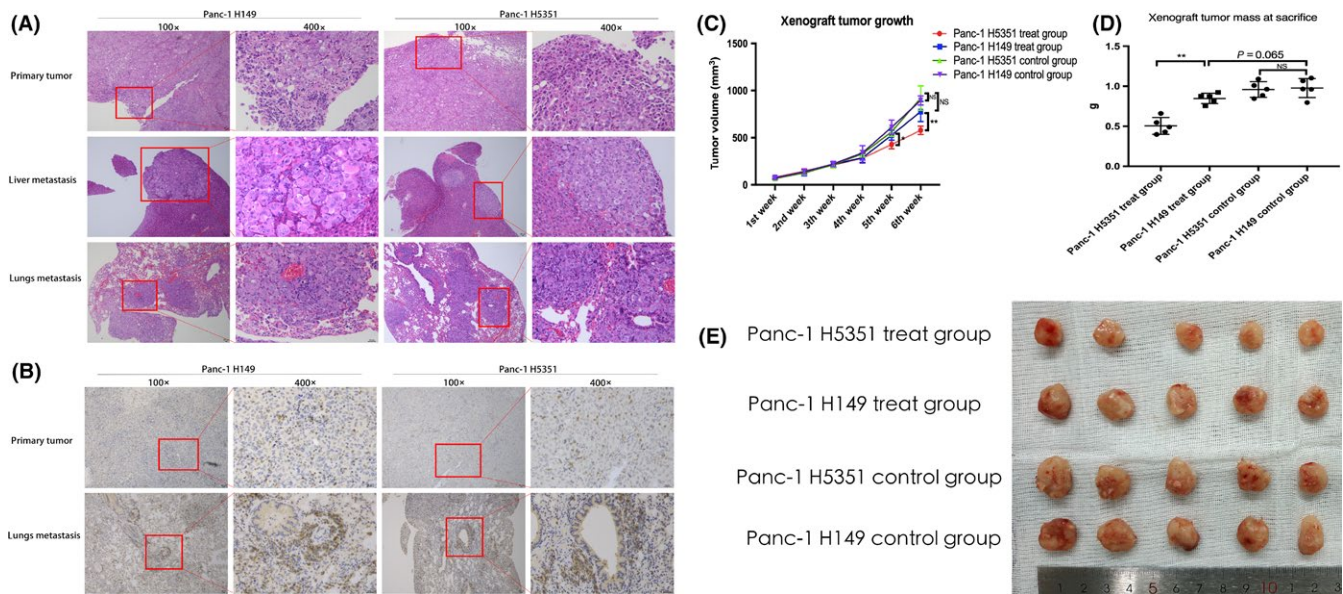 (A)
Panc-1 H149
Panc-1 H5351
100×
400×
100×
400×
Primary tumor
Liver metastasis
Lungs metastasis
(B)
Panc-1 H149
Panc-1 H5351
100×
400×
100×
400×
Primary tumor
Lungs metastasis
(C)
Xenograft tumor growth
Panc-1 H5351 treat group
Panc-1 H149 treat group
Panc-1 H5351 control group
Panc-1 H149 control group
Tumor volume (mm³)
1500
1000
500
0
NS
NS
**
*
1st week
2nd week
3th week
4th week
5th week
6th week
(D)
Xenograft tumor mass at sacrifice
g
1.5
1.0
0.5
0.0
**
P = 0.065
NS
Panc-1 H5351 treat group
Panc-1 H149 treat group
Panc-1 H5351 control group
Panc-1 H149 control group
(E)
Panc-1 H5351 treat group
Panc-1 H149 treat group
Panc-1 H5351 control group
Panc-1 H149 control group
1 2 3 4 5 6 7 8 9 10 1 2 3